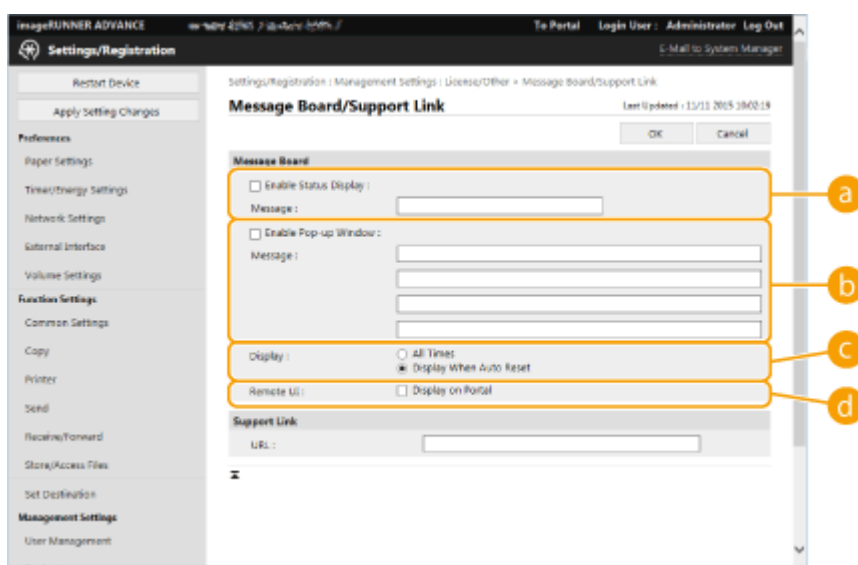 imageRUNNER ADVANCE
To Portal Login User : Administrator Log Out
Settings/Registration
E-Mail to System Manager
Restart Device
Apply Setting Changes
Preferences
Paper Settings
Timer/Energy Settings
Network Settings
External Interface
Volume Settings
Function Settings
Common Settings
Copy
Printer
Send
Receive/Forward
Store/Access Files
Set Destination
Management Settings
User Management
Settings/Registration : Management Settings : License/Other > Message Board/Support Link
Message Board/Support Link
Last Updated : 11/11 2015 10:02:19
OK Cancel
Message Board
Enable Status Display :
Message :
a
Enable Pop-up Window :
Message :
b
Display :
All Times
Display When Auto Reset
c
Remote UI :
Display on Portal
d
Support Link
URL :